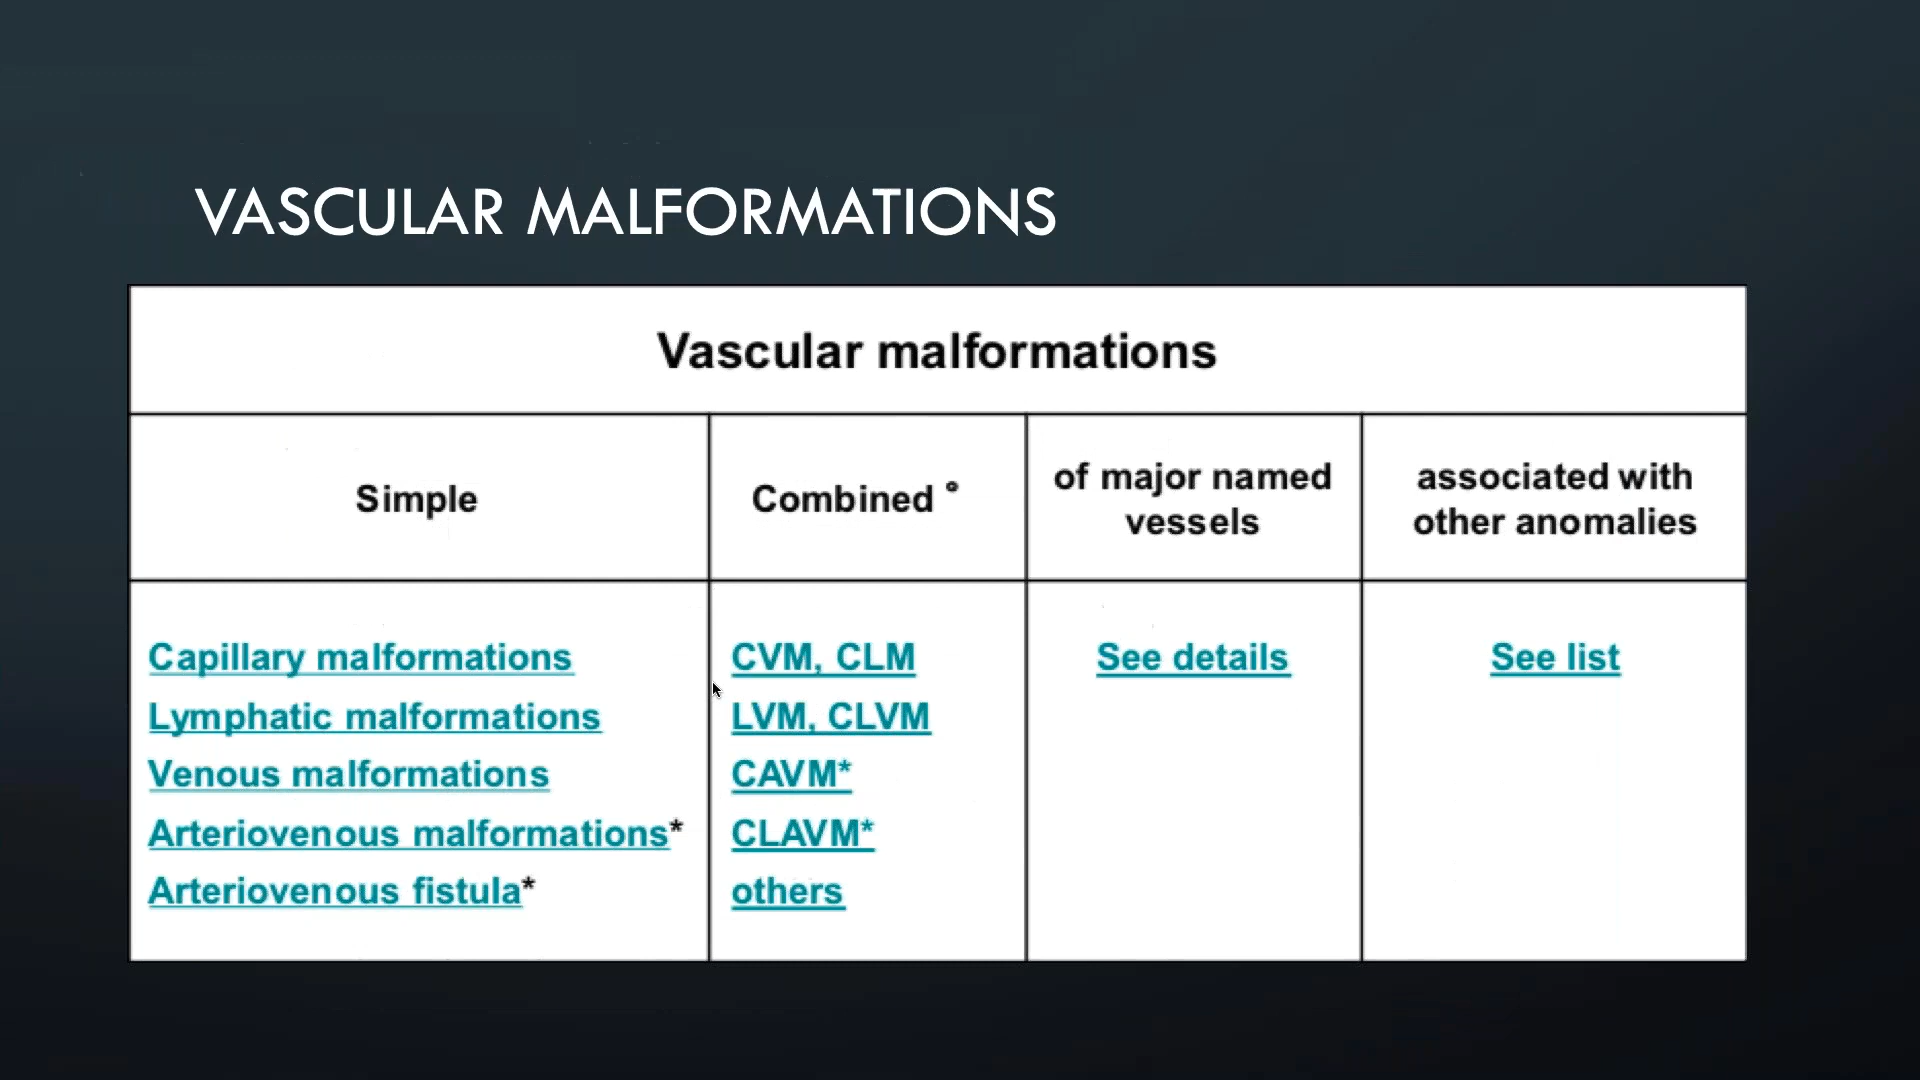 VASCULAR MALFORMATIONS
Vascular malformations
Simple
Combined °
of major named
vessels
associated with
other anomalies
Capillary malformations
Lymphatic malformations
Venous malformations
Arteriovenous malformations*
Arteriovenous fistula*
CVM, CLM
LVM, CLVM
CAVM*
CLAVM*
others
See details
See list